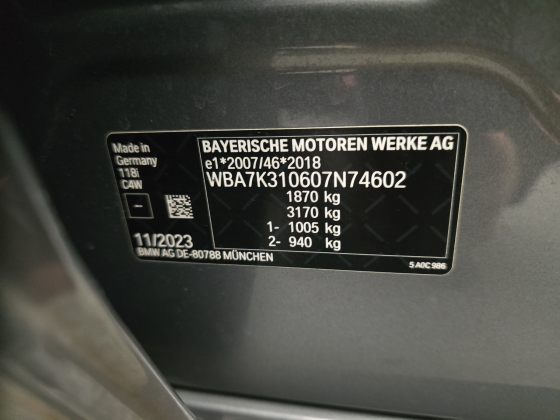 Made in
Germany
118i
C4W
11/2023
BMW AG DE-80788 MÜNCHEN
BAYERISCHE MOTOREN WERKE AG
e1*2007/46*2018
WBA7K310607N74602
1870 kg
3170 kg
1- 1005 kg
2- 940 kg
5 A0C 986